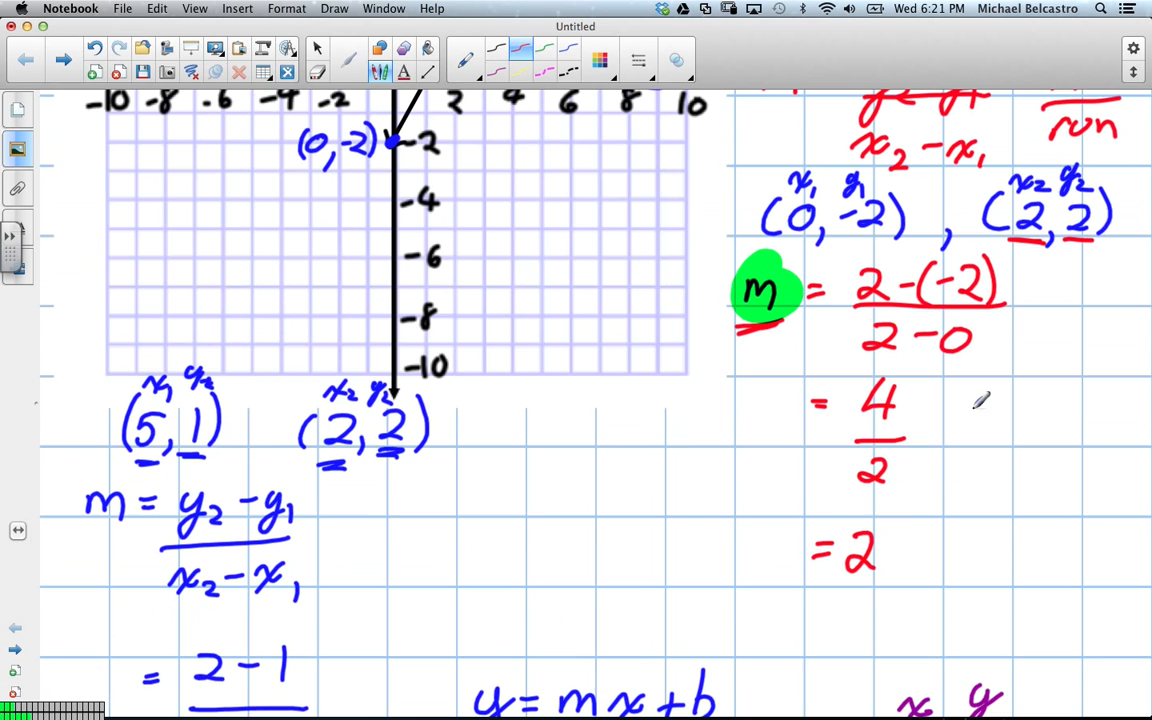 Notebook File Edit View Insert Format Draw Window Help Wed 6:21 PM Michael Belcastro
Untitled
-10 -8 -6 -4 -2 2 4 6 8 10
(0, -2) -2
-4
-6
-8
-10
y2 - y1
x2 - x1
run
x1 y1 x2 y2
(0, -2) , (2, 2)
m = 2 - (-2)
2 - 0
= 4
2
= 2
x1 y2 x2 y2
(5, 1) (2, 2)
m = y2 - y1
x2 - x1
= 2 - 1
y = mx + b
x y